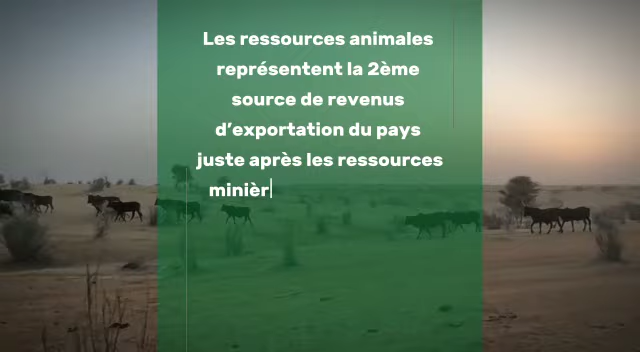 Les ressources animales
représentent la 2ème
source de revenus
d’exportation du pays
juste après les ressources
minièr